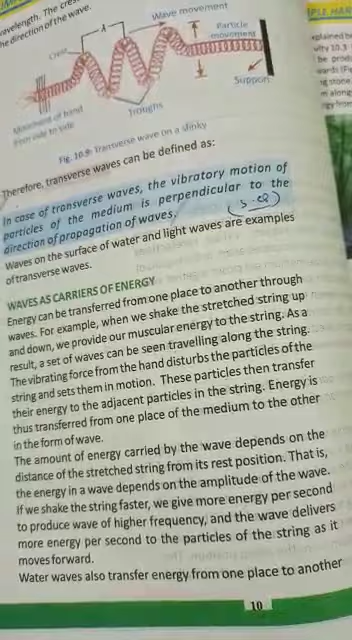 wavelength. The
the direction of the wave.
Wave movement
λ
Crest
Particle
movement
Support
Troughs
Movement of hand
from side to side
Fig. 10.9: Transverse wave on a slinky
Therefore, transverse waves can be defined as:
In case of transverse waves, the vibratory motion of
particles of the medium is perpendicular to the
direction of propagation of waves.
Waves on the surface of water and light waves are examples
of transverse waves.
WAVES AS CARRIERS OF ENERGY
Energy can be transferred from one place to another through
waves. For example, when we shake the stretched string up
and down, we provide our muscular energy to the string. As a
result, a set of waves can be seen travelling along the string.
The vibrating force from the hand disturbs the particles of the
string and sets them in motion. These particles then transfer
their energy to the adjacent particles in the string. Energy is
thus transferred from one place of the medium to the other
in the form of wave.
The amount of energy carried by the wave depends on the
distance of the stretched string from its rest position. That is,
the energy in a wave depends on the amplitude of the wave.
If we shake the string faster, we give more energy per second
to produce wave of higher frequency, and the wave delivers
more energy per second to the particles of the string as it
moves forward.
Water waves also transfer energy from one place to another
10